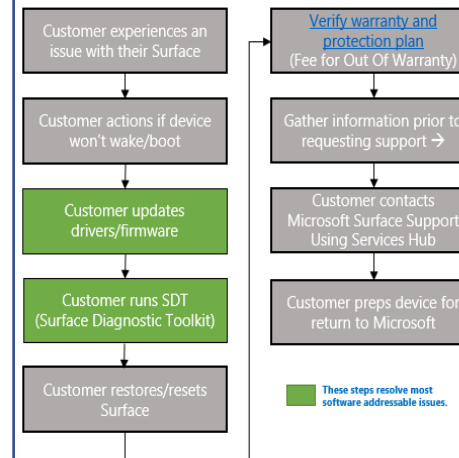 Customer experiences an
issue with their Surface
Customer actions if device
won't wake/boot
Customer updates
drivers/firmware
Customer runs SDT
(Surface Diagnostic Toolkit)
Customer restores/resets
Surface
Verify warranty and
protection plan
(Fee for Out Of Warranty)
Gather information prior to
requesting support →
Customer contacts
Microsoft Surface Support
Using Services Hub
Customer preps device for
return to Microsoft
These steps resolve most
software addressable issues.